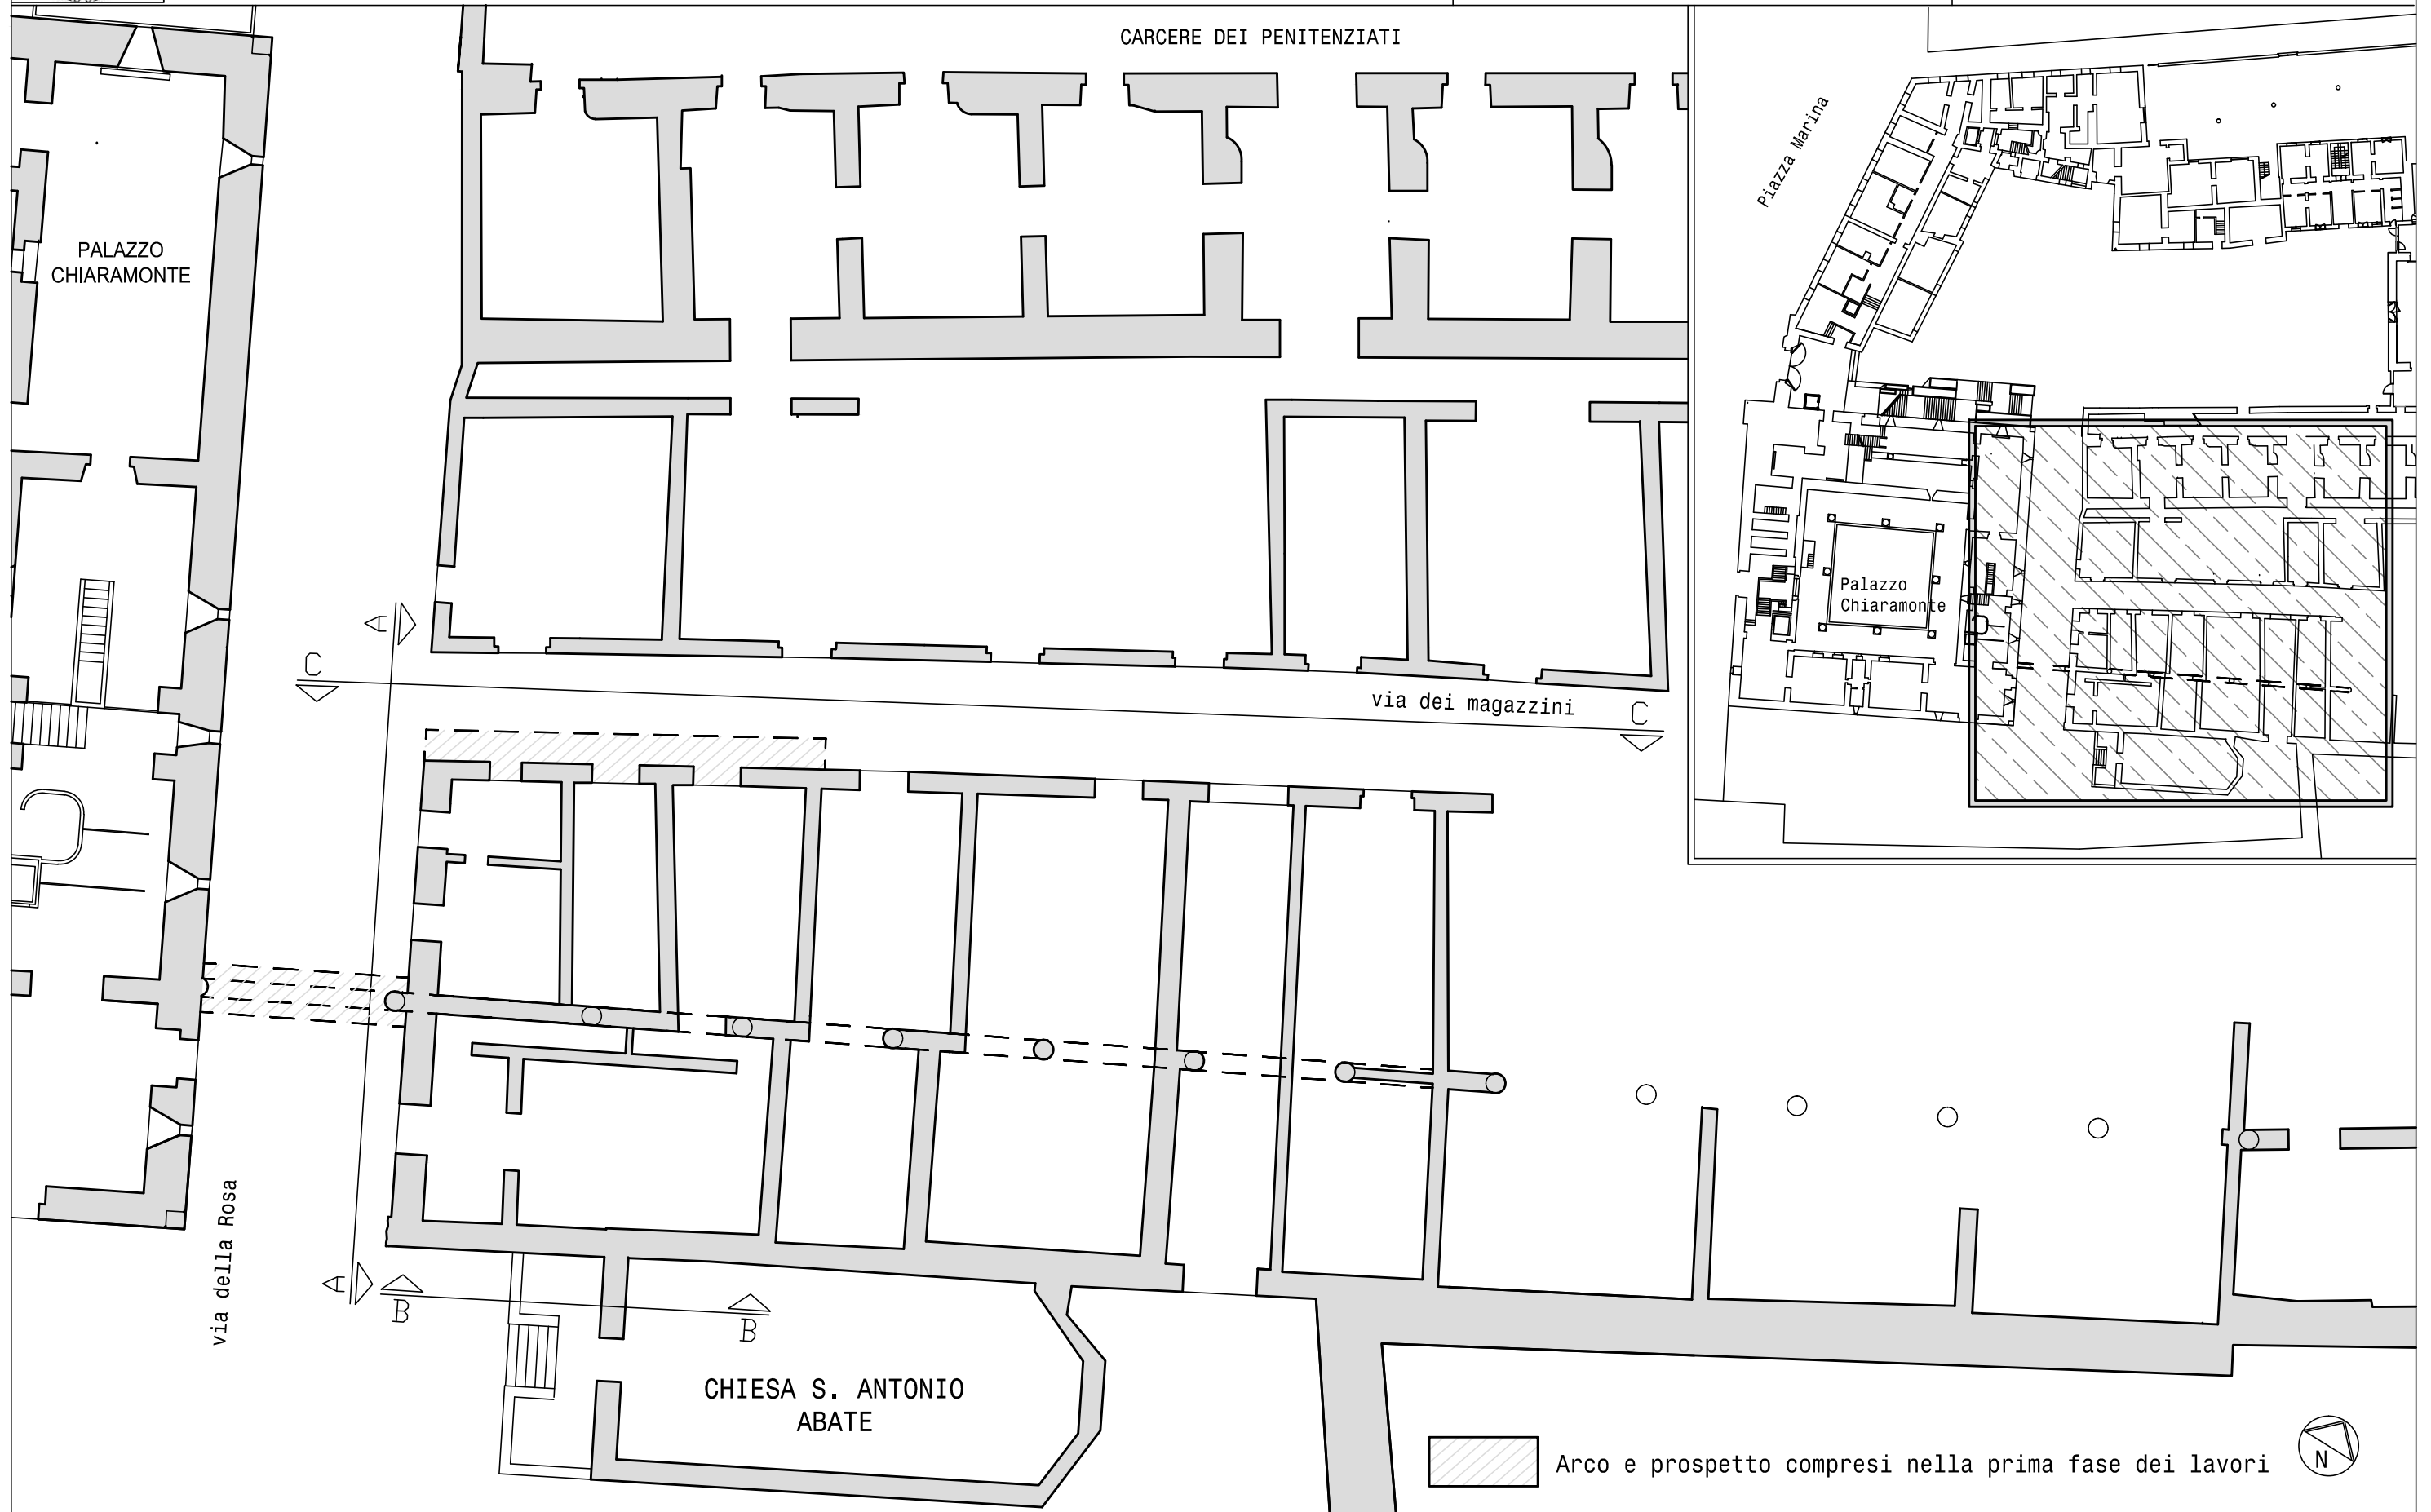 CARCERE DEI PENITENZIATI
Piazza Marina
PALAZZO
CHIARAMONTE
Palazzo
Chiaramonte
A
C
via dei magazzini
C
via della Rosa
A
B
B
CHIESA S. ANTONIO
ABATE
Arco e prospetto compresi nella prima fase dei lavori
N